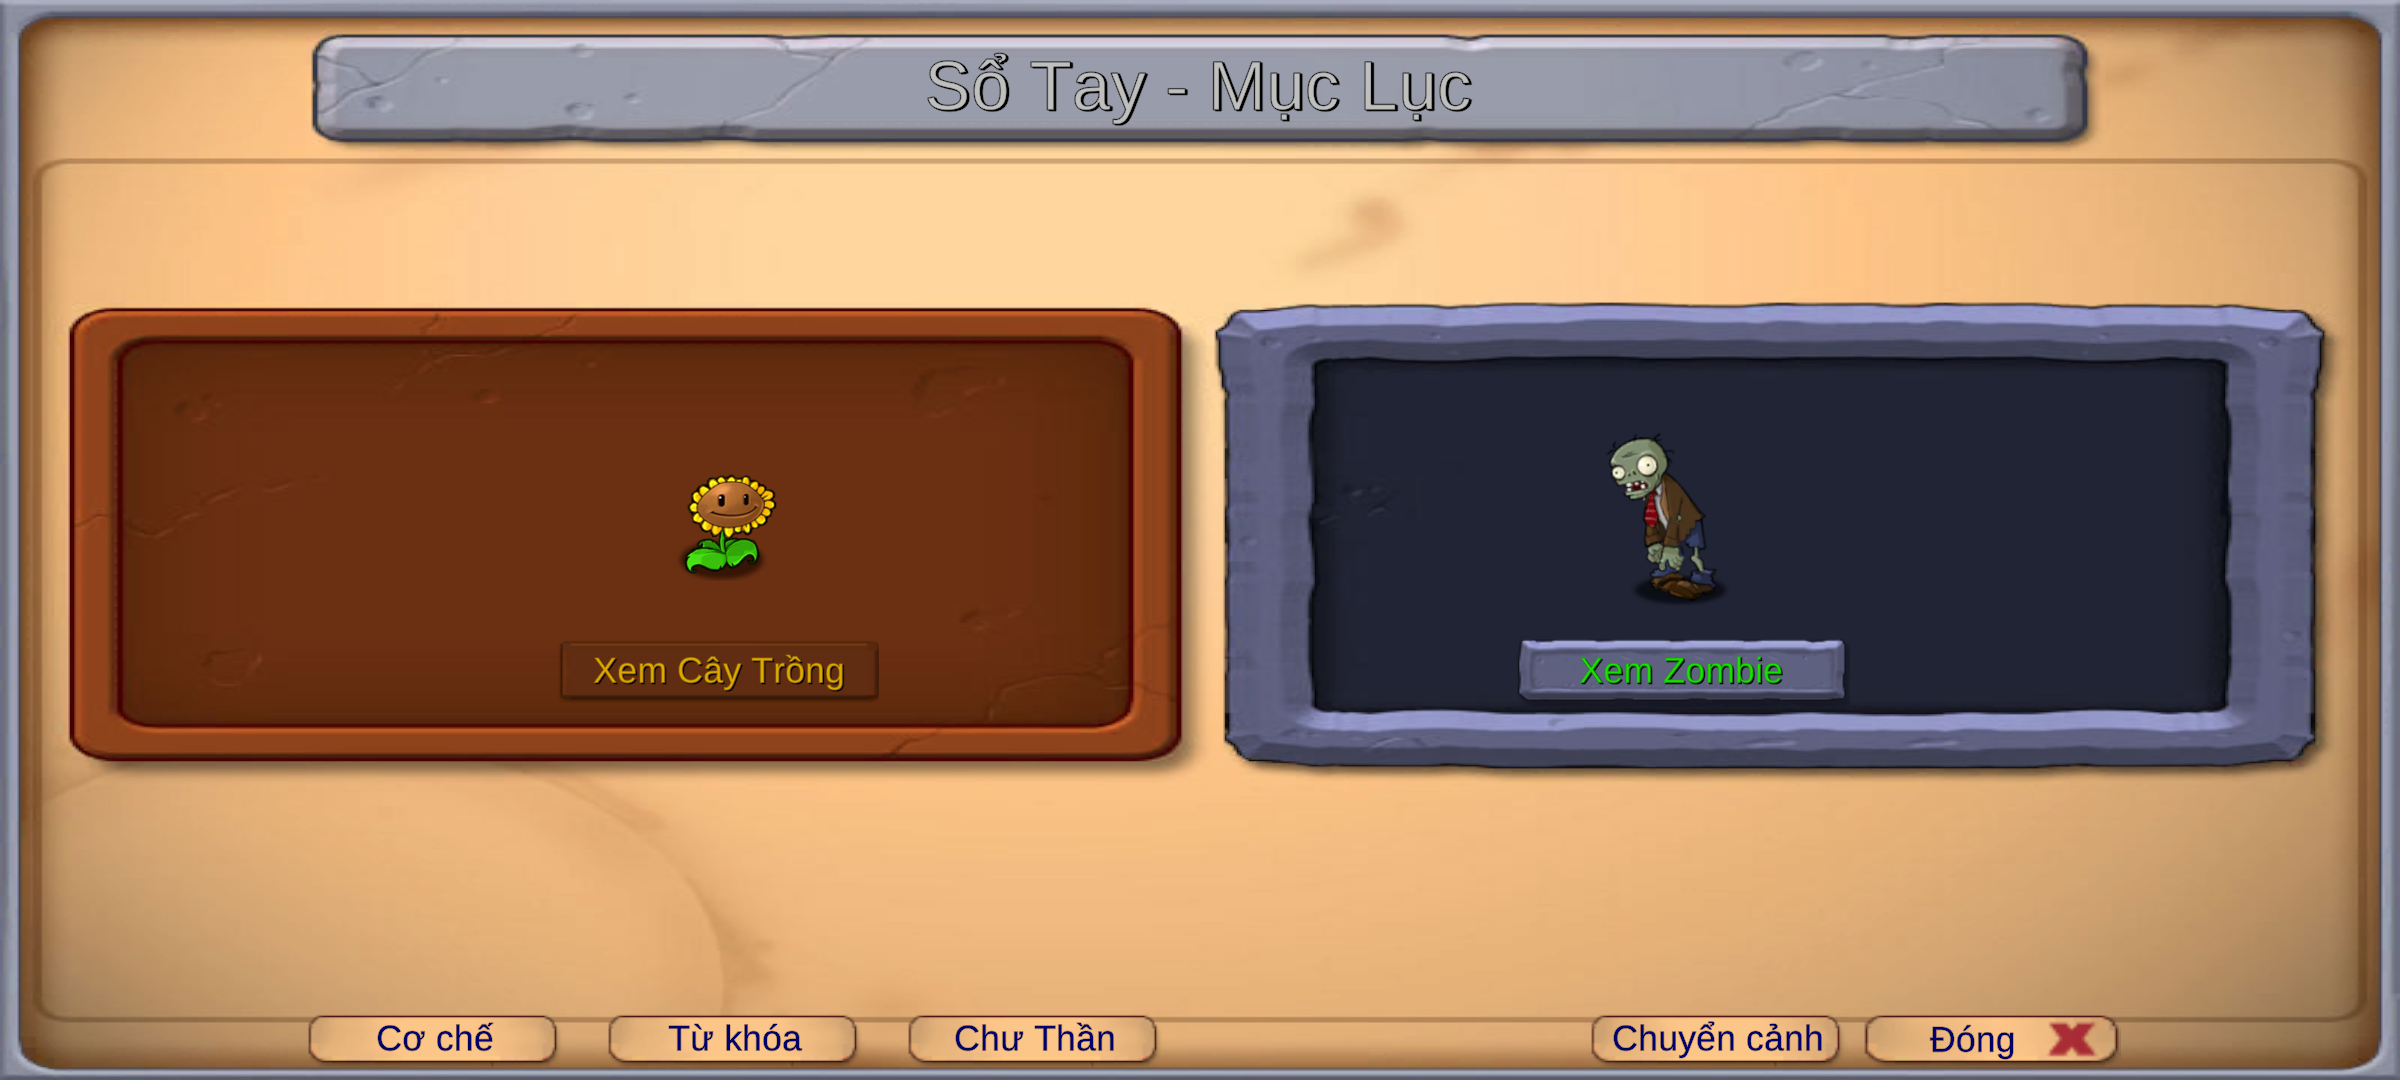 Sổ Tay - Mục Lục
Xem Cây Trồng
Xem Zombie
Cơ chế
Từ khóa
Chư Thần
Chuyển cảnh
Đóng